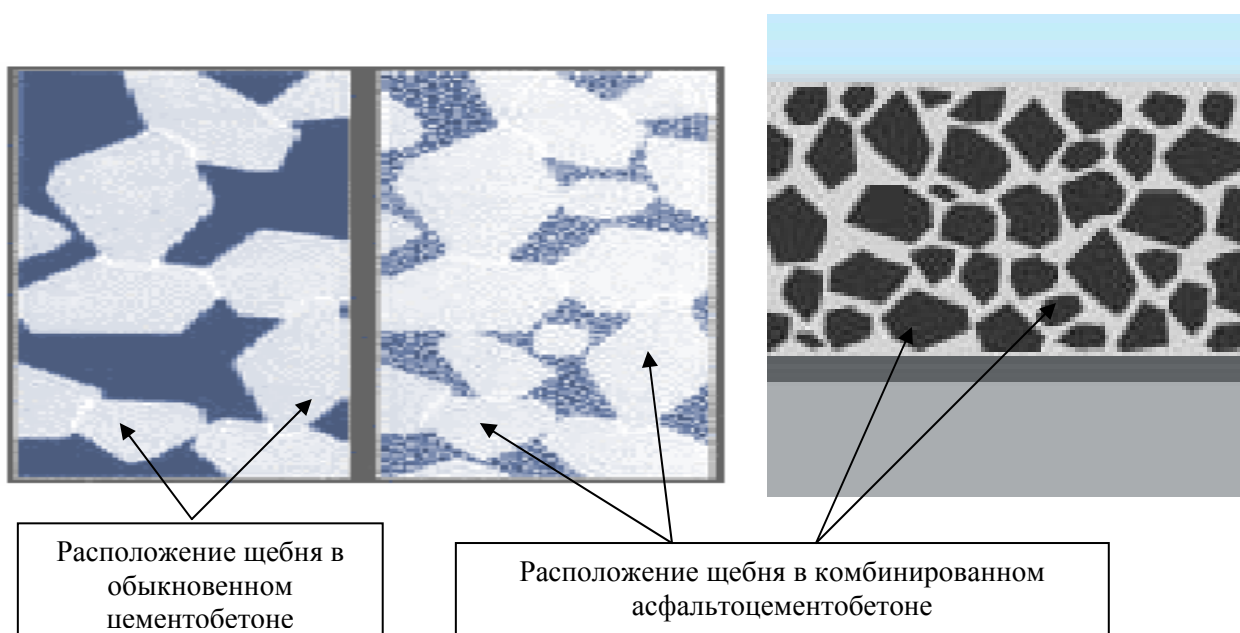 Расположение щебня в
обыкновенном
цементобетоне
Расположение щебня в комбинированном
асфальтоцементобетоне